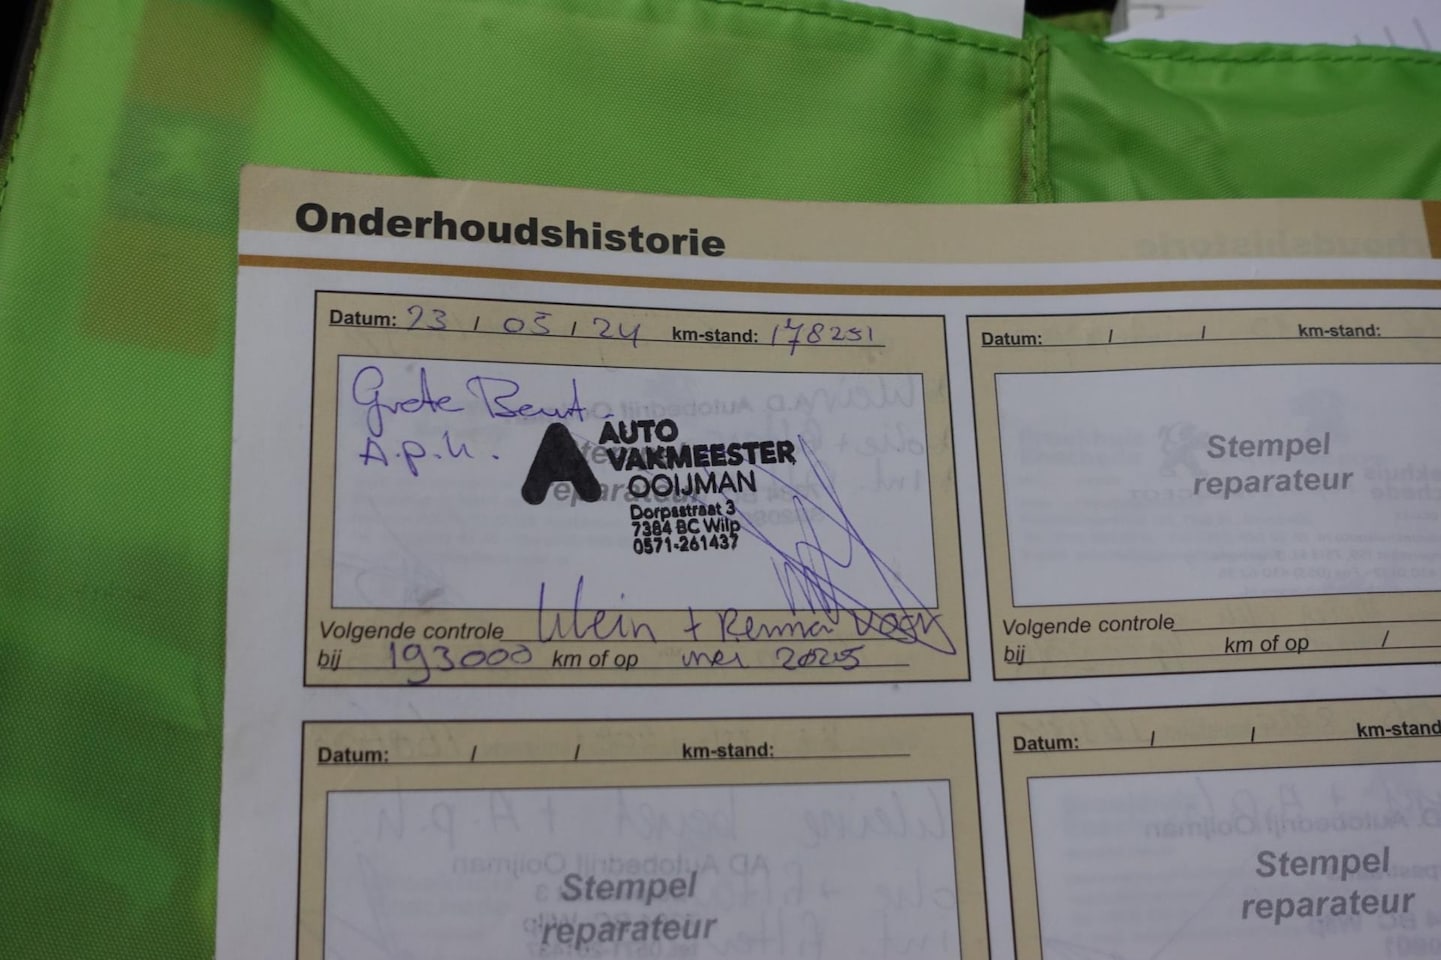 Onderhoudshistorie
Datum: 23 / 05 / 24 km-stand: 178251
Grote Beurt.
A.p.k.
AUTO
VAKMEESTER
OOIJMAN
Dorpsstraat 3
7384 BC Wilp
0571-261437
Volgende controle klein + Remmen
bij 193000 km of op mei 2025
Datum: / / km-stand:
Stempel
reparateur
Volgende controle
bij km of op /
Datum: / / km-stand:
Stempel
reparateur
Datum: / / km-stand
Stempel
reparateur